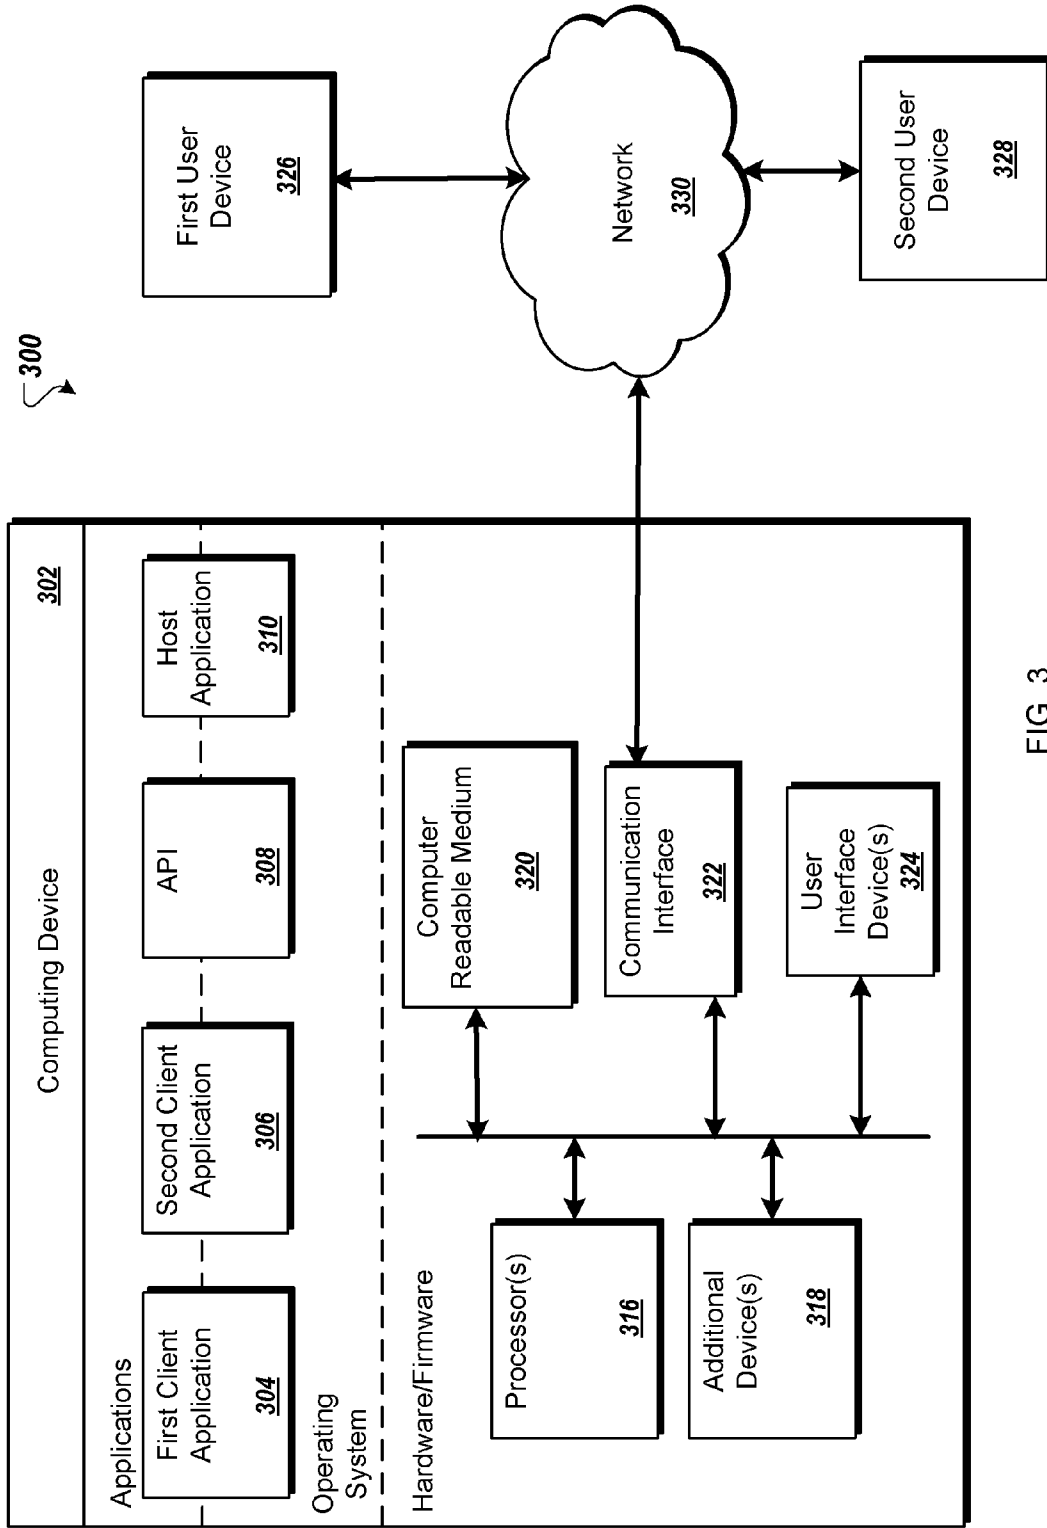 300
Computing Device
302
Applications
First Client
Application
304
Second Client
Application
306
API
308
Host
Application
310
Operating
System
Hardware/Firmware
Processor(s)
316
Additional
Device(s)
318
Computer
Readable Medium
320
Communication
Interface
322
User
Interface
Device(s)
324
First User
Device
326
Network
330
Second User
Device
328
FIG. 3